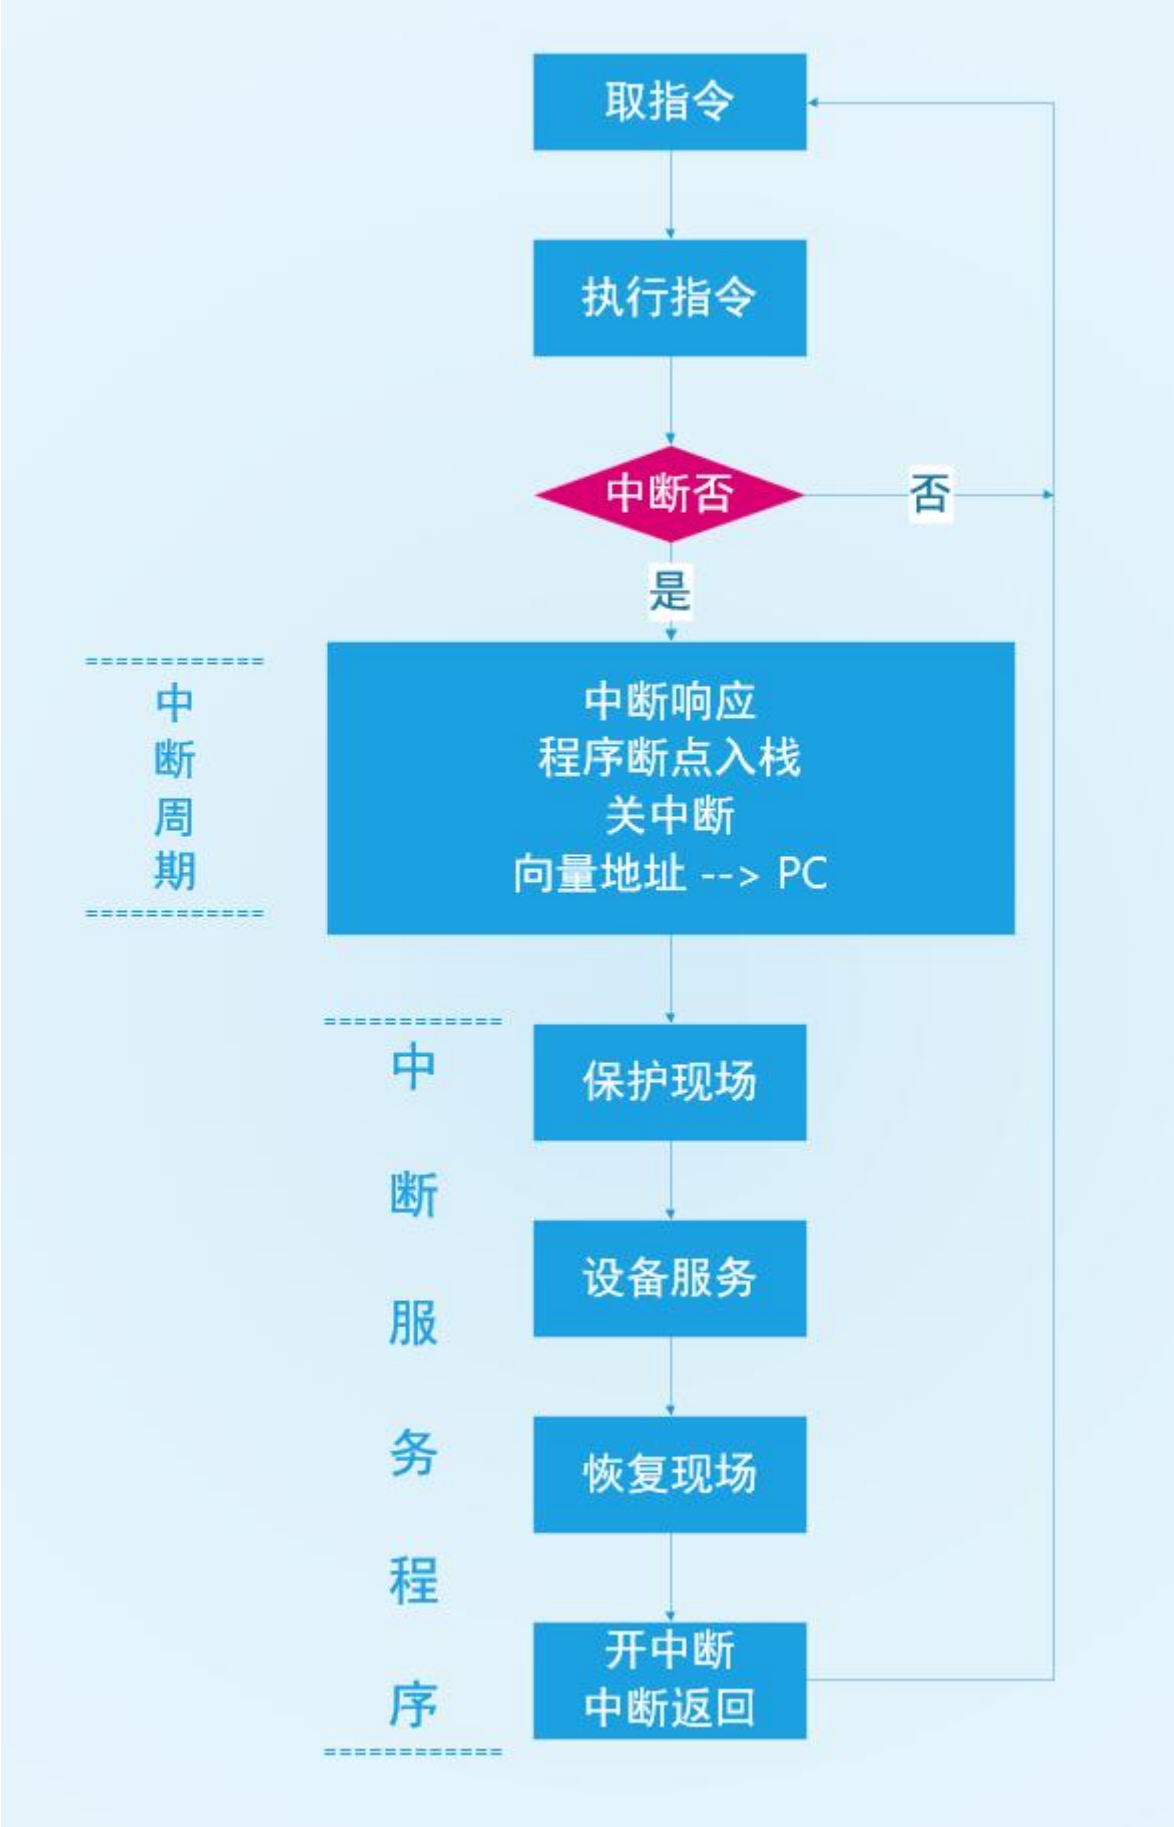 取指令
执行指令
中断否
否
是
============
中
断
周
期
============
中断响应
程序断点入栈
关中断
向量地址 --> PC
============
中
断
服
务
程
序
============
保护现场
设备服务
恢复现场
开中断
中断返回